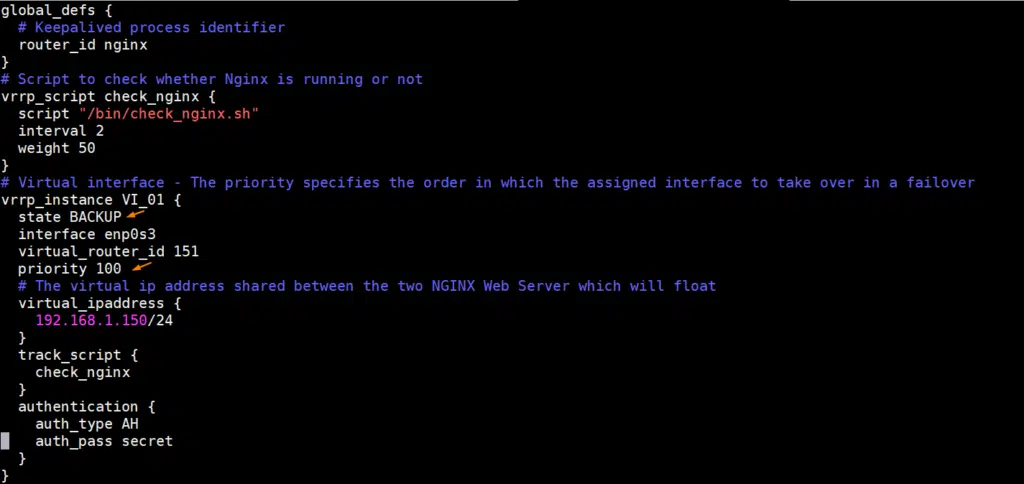 global_defs {
  # Keepalived process identifier
  router_id nginx
}
# Script to check whether Nginx is running or not
vrrp_script check_nginx {
  script "/bin/check_nginx.sh"
  interval 2
  weight 50
}
# Virtual interface - The priority specifies the order in which the assigned interface to take over in a failover
vrrp_instance VI_01 {
  state BACKUP
  interface enp0s3
  virtual_router_id 151
  priority 100
  # The virtual ip address shared between the two NGINX Web Server which will float
  virtual_ipaddress {
    192.168.1.150/24
  }
  track_script {
    check_nginx
  }
  authentication {
    auth_type AH
    auth_pass secret
  }
}